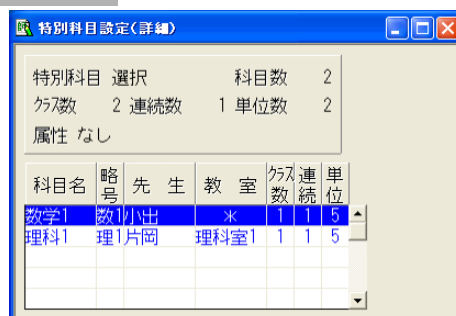 特別科目設定(詳細)
特別科目 選択 科目数 2
クラス数 2 連続数 1 単位数 2
属性 なし
科目名 略号 先 生 教 室 クラス数 連続 単位
数学1 数1 小出 * 1 1 5
理科1 理1 片岡 理科室1 1 1 5